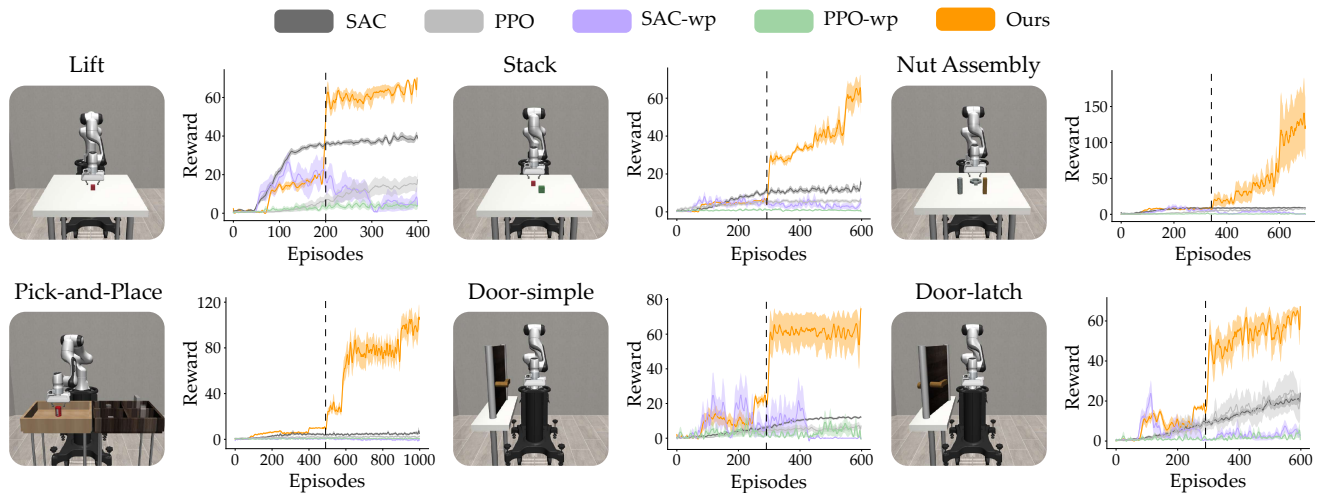 SAC PPO SAC-wp PPO-wp Ours
Lift
Reward
60
40
20
0
0 100 200 300 400
Episodes
Stack
Reward
60
40
20
0
0 200 400 600
Episodes
Nut Assembly
Reward
150
100
50
0
0 200 400 600
Episodes
Pick-and-Place
Reward
120
80
40
0
0 200 400 600 800 1000
Episodes
Door-simple
Reward
80
60
40
20
0
0 200 400 600
Episodes
Door-latch
Reward
60
40
20
0
0 200 400 600
Episodes